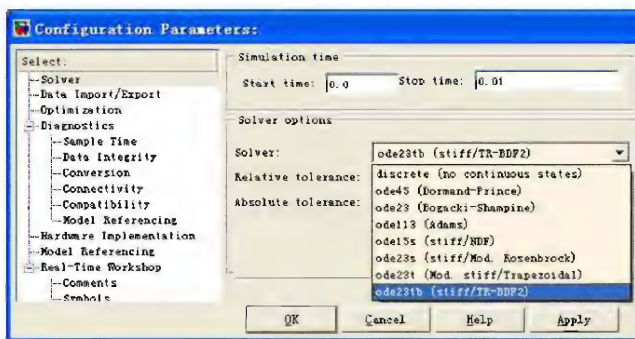 Configuration Parameters:
Select:
Solver
Data Import/Export
Optimization
Diagnostics
Sample Time
Data Integrity
Conversion
Connectivity
Compatibility
Model Referencing
Hardware Implementation
Model Referencing
Real-Time Workshop
Comments
Symbols
Simulation time
Start time: 0.0 Stop time: 0.01
Solver options
Solver: ode23tb (stiff/TR-BDF2)
Relative tolerance:
Absolute tolerance:
discrete (no continuous states)
ode45 (Dormand-Prince)
ode23 (Bogacki-Shampine)
ode113 (Adams)
ode15s (stiff/NDF)
ode23s (stiff/Mod. Rosenbrock)
ode23t (Mod. stiff/Trapezoidal)
ode23tb (stiff/TR-BDF2)
OK Cancel Help Apply